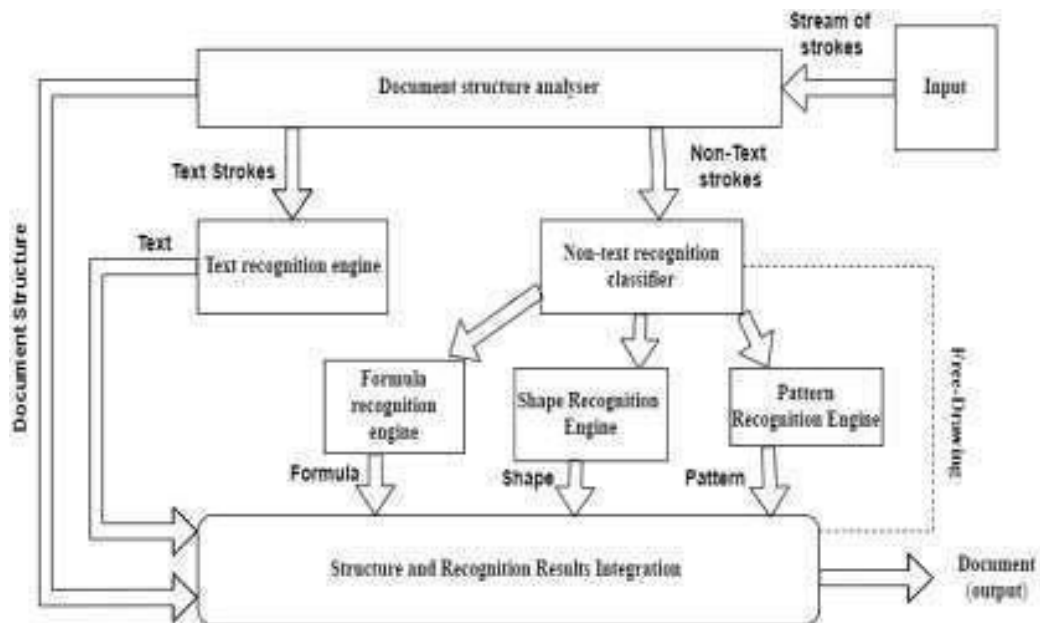 Stream of
strokes
Document structure analyser
Input
Text Strokes
Non-Text
strokes
Text
Text recognition engine
Non-text recognition
classifier
Document Structure
Free-Drawing
Formula
recognition
engine
Shape Recognition
Engine
Pattern
Recognition Engine
Formula
Shape
Pattern
Structure and Recognition Results Integration
Document
(output)